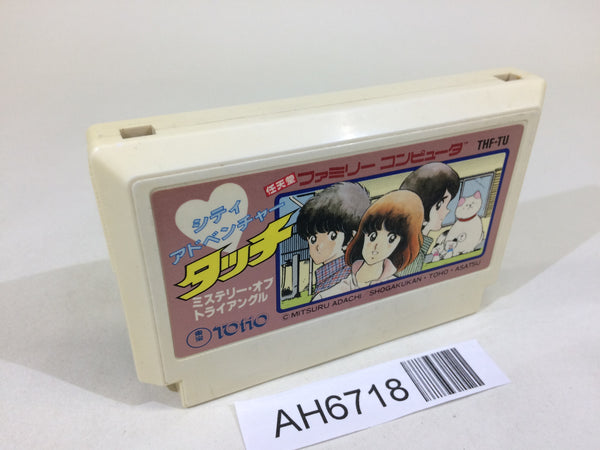 THF-TU
任天堂 ファミリー コンピュータ™
シティ
アドベンチャー
タッチ
ミステリー・オブ
トライアングル
東宝 TOHO
© MITSURU ADACHI・SHOGAKUKAN・TOHO・ASATSU
AH6718